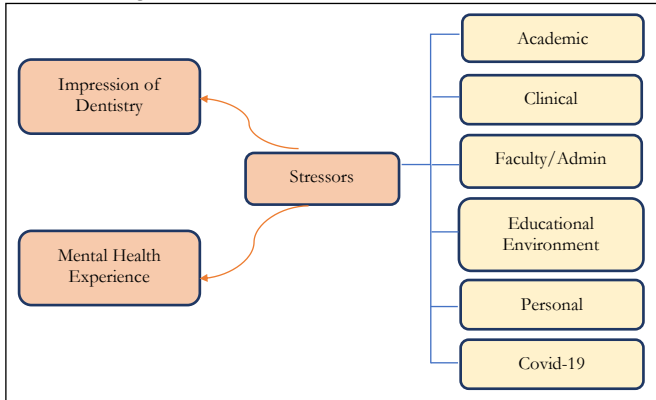 Impression of
Dentistry
Mental Health
Experience
Stressors
Academic
Clinical
Faculty/Admin
Educational
Environment
Personal
Covid-19